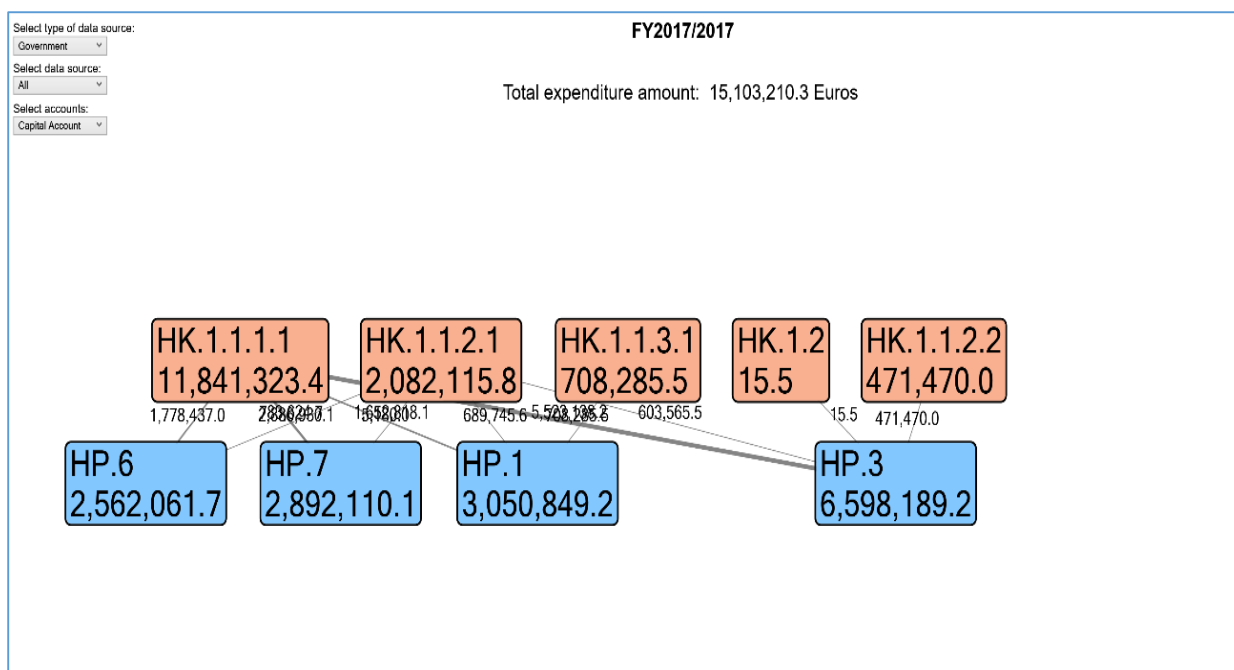 Select type of data source:
Government
Select data source:
All
Select accounts:
Capital Account
FY2017/2017
Total expenditure amount: 15,103,210.3 Euros
HK.1.1.1.1
11,841,323.4
HK.1.1.2.1
2,082,115.8
HK.1.1.3.1
708,285.5
HK.1.2
15.5
HK.1.1.2.2
471,470.0
1,778,437.0
689,745.6
603,565.5
15.5
471,470.0
HP.6
2,562,061.7
HP.7
2,892,110.1
HP.1
3,050,849.2
HP.3
6,598,189.2